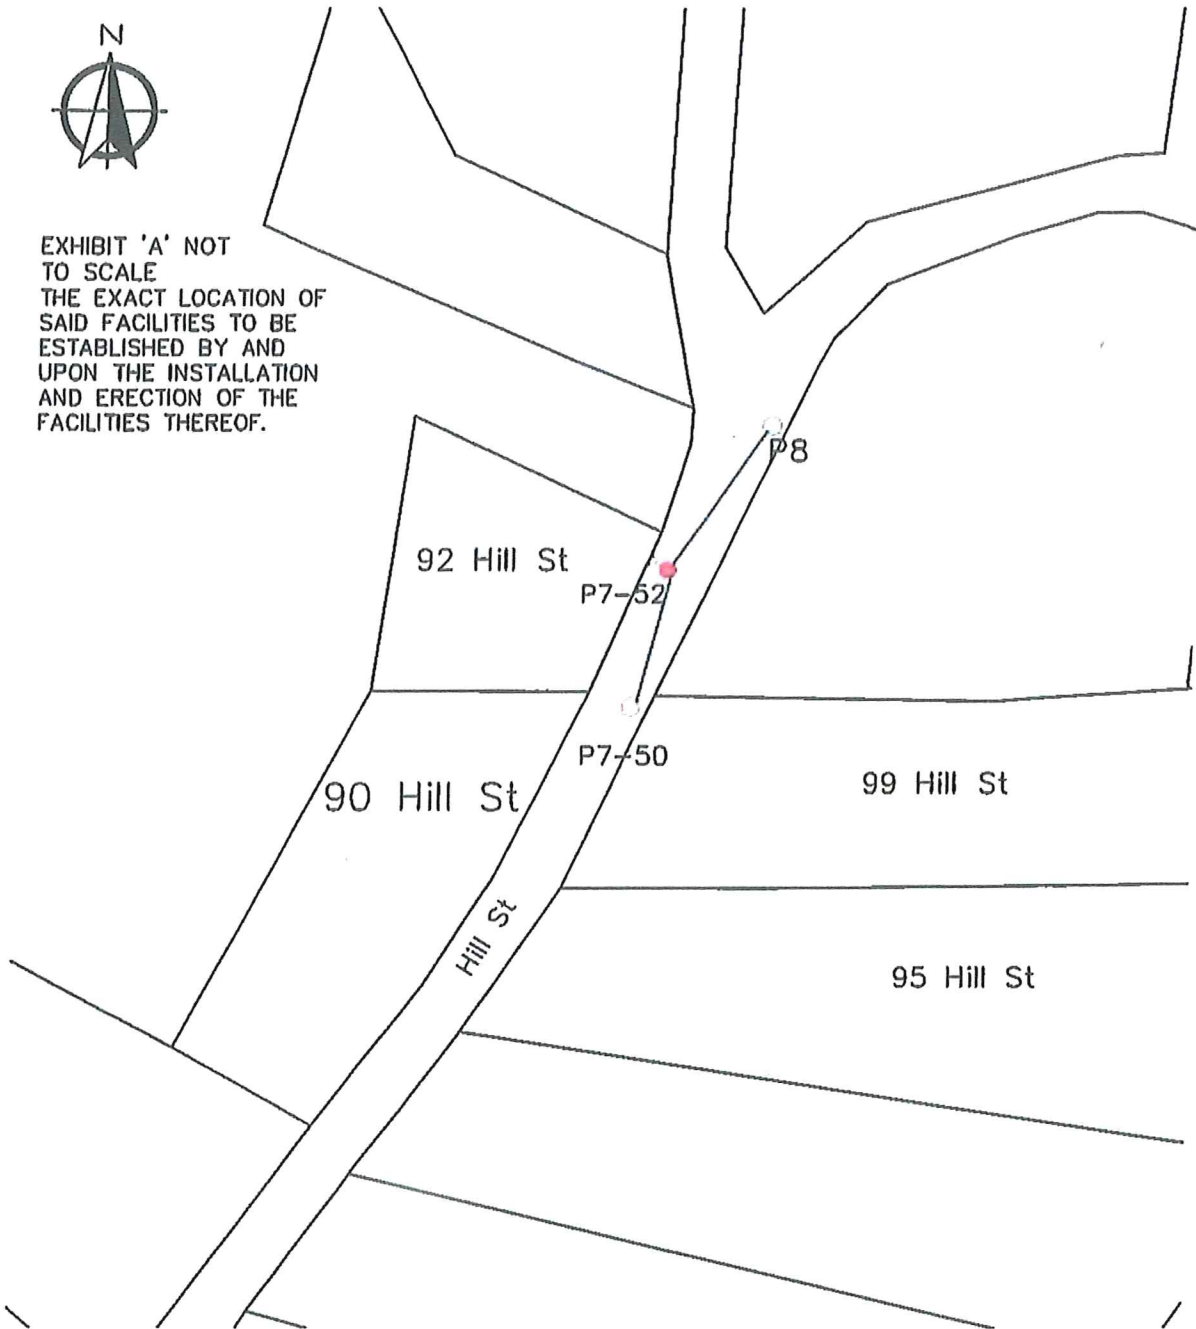 N
EXHIBIT 'A' NOT
TO SCALE
THE EXACT LOCATION OF
SAID FACILITIES TO BE
ESTABLISHED BY AND
UPON THE INSTALLATION
AND ERECTION OF THE
FACILITIES THEREOF.
P8
92 Hill St
P7-52
P7-50
90 Hill St
99 Hill St
Hill St
95 Hill St